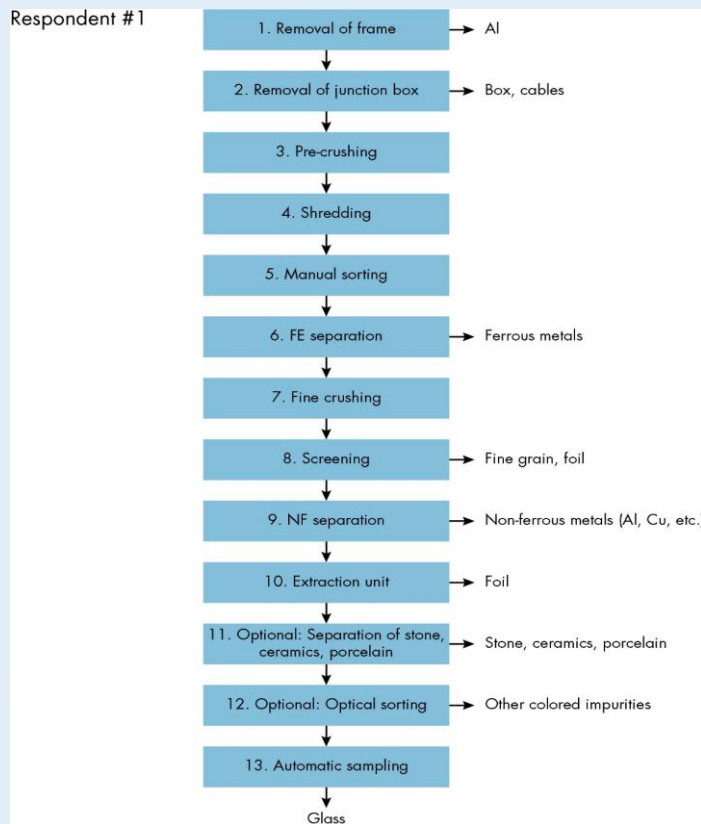 Respondent #1
1. Removal of frame
Al
2. Removal of junction box
Box, cables
3. Pre-crushing
4. Shredding
5. Manual sorting
6. FE separation
Ferrous metals
7. Fine crushing
8. Screening
Fine grain, foil
9. NF separation
Non-ferrous metals (Al, Cu, etc.)
10. Extraction unit
Foil
11. Optional: Separation of stone,
ceramics, porcelain
Stone, ceramics, porcelain
12. Optional: Optical sorting
Other colored impurities
13. Automatic sampling
Glass